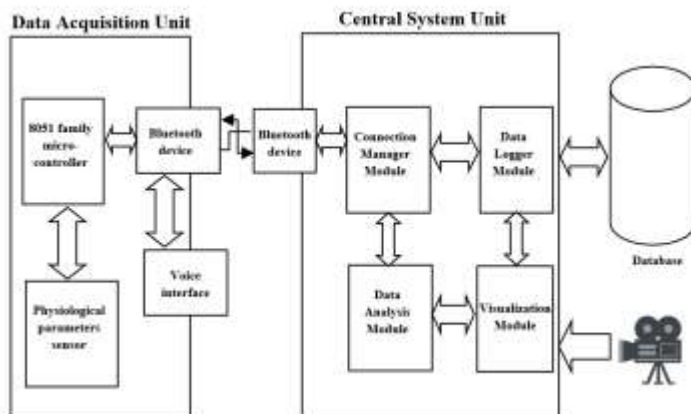 Data Acquisition Unit
Central System Unit
8051 family
micro-
controller
Bluetooth
device
Bluetooth
device
Connection
Manager
Module
Data
Logger
Module
Physiological
parameters
sensor
Voice
interface
Data
Analysis
Module
Visualization
Module
Database